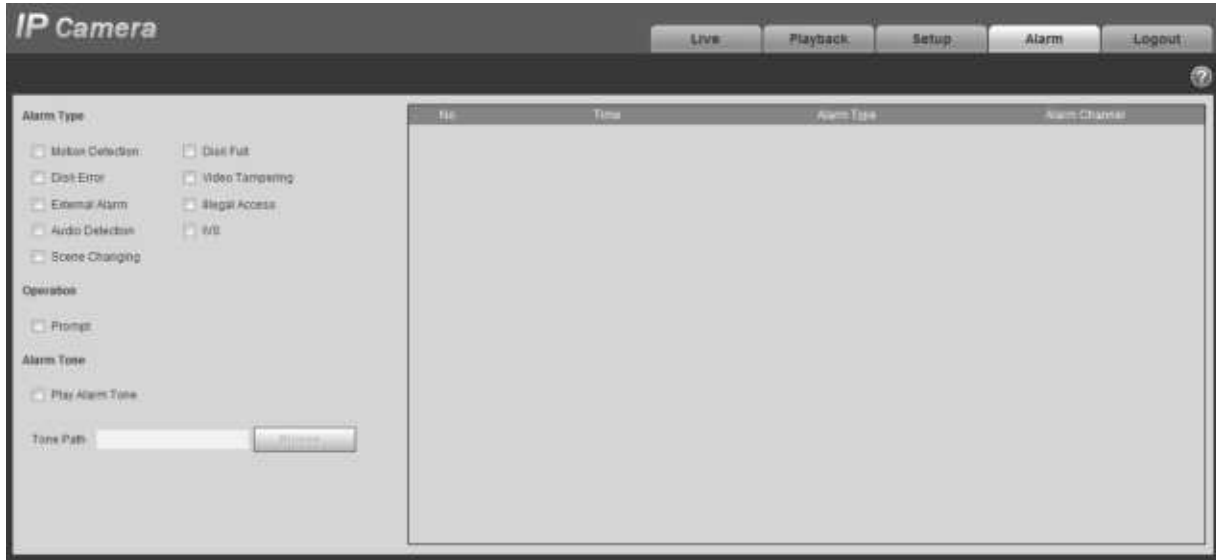 IP Camera
Live Playback Setup Alarm Logout
?
Alarm Type
No. Time Alarm Type Alarm Channel
Motion Detection Disk Full
Disk Error Video Tampering
External Alarm Illegal Access
Audio Detection IVS
Scene Changing
Operation
Prompt
Alarm Tone
Play Alarm Tone
Tone Path